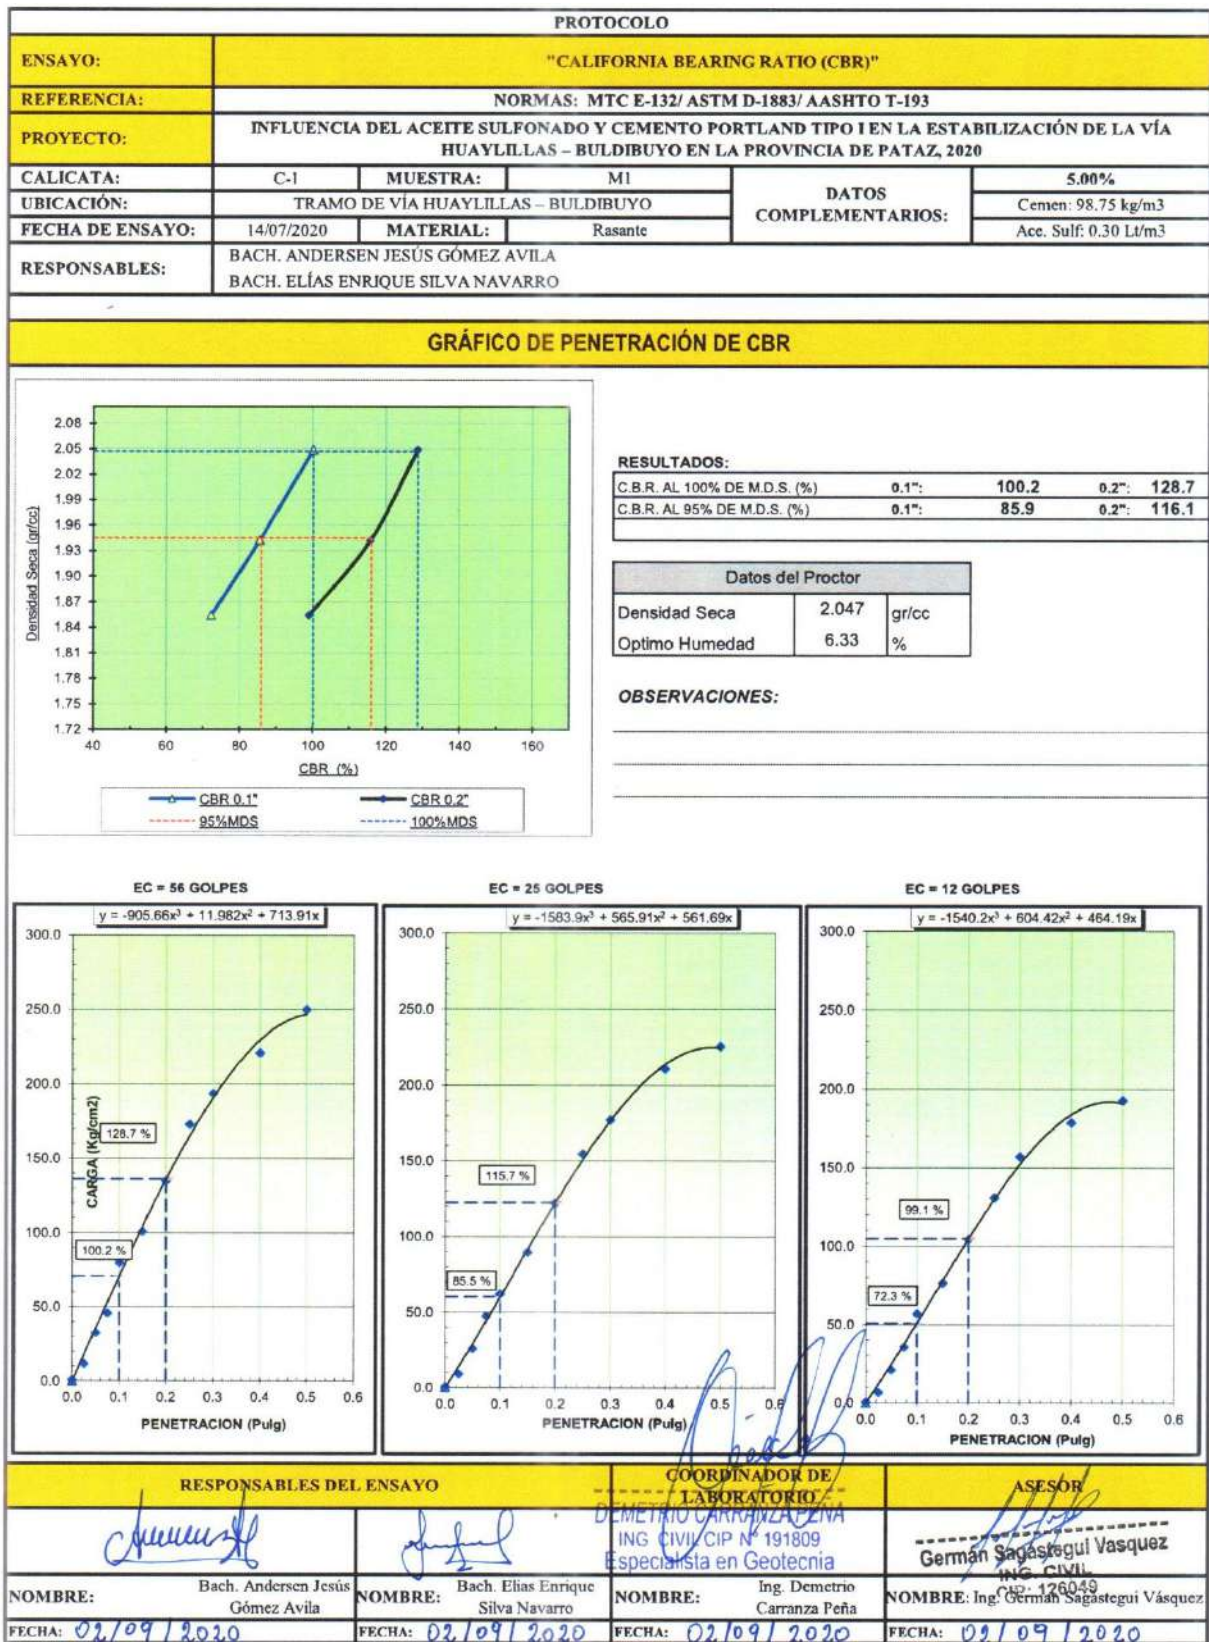 PROTOCOLO
ENSAYO: "CALIFORNIA BEARING RATIO (CBR)"
REFERENCIA: NORMAS: MTC E-132/ ASTM D-1883/ AASHTO T-193
PROYECTO: INFLUENCIA DEL ACEITE SULFONADO Y CEMENTO PORTLAND TIPO I EN LA ESTABILIZACIÓN DE LA VÍA
HUAYLILLAS – BULDIBUYO EN LA PROVINCIA DE PATAZ, 2020
CALICATA: C-1 MUESTRA: M1 DATOS COMPLEMENTARIOS: 5.00%
UBICACIÓN: TRAMO DE VÍA HUAYLILLAS – BULDIBUYO Cemen: 98.75 kg/m3
FECHA DE ENSAYO: 14/07/2020 MATERIAL: Rasante Ace. Sulf: 0.30 Lt/m3
RESPONSABLES: BACH. ANDERSEN JESÚS GÓMEZ AVILA
BACH. ELÍAS ENRIQUE SILVA NAVARRO
GRÁFICO DE PENETRACIÓN DE CBR
Densidad Seca (gr/cc)
2.08
2.05
2.02
1.99
1.96
1.93
1.90
1.87
1.84
1.81
1.78
1.75
1.72
40 60 80 100 120 140 160
CBR (%)
CBR 0.1" CBR 0.2"
95%MDS 100%MDS
RESULTADOS:
C.B.R. AL 100% DE M.D.S. (%) 0.1": 100.2 0.2": 128.7
C.B.R. AL 95% DE M.D.S. (%) 0.1": 85.9 0.2": 116.1
Datos del Proctor
Densidad Seca 2.047 gr/cc
Optimo Humedad 6.33 %
OBSERVACIONES:
EC = 56 GOLPES
y = -905.66x³ + 11.982x² + 713.91x
300.0
250.0
200.0
150.0
100.0
50.0
0.0
CARGA (Kg/cm2)
128.7 %
100.2 %
0.0 0.1 0.2 0.3 0.4 0.5 0.6
PENETRACION (Pulg)
EC = 25 GOLPES
y = -1583.9x³ + 565.91x² + 561.69x
300.0
250.0
200.0
150.0
100.0
50.0
0.0
115.7 %
85.5 %
0.0 0.1 0.2 0.3 0.4 0.5 0.6
PENETRACION (Pulg)
EC = 12 GOLPES
y = -1540.2x³ + 604.42x² + 464.19x
300.0
250.0
200.0
150.0
100.0
50.0
0.0
99.1 %
72.3 %
0.0 0.1 0.2 0.3 0.4 0.5 0.6
PENETRACION (Pulg)
RESPONSABLES DEL ENSAYO
COORDINADOR DE
LABORATORIO
ASESOR
DEMETRIO CARRANZA PEÑA
ING. CIVIL CIP N° 191809
Especialista en Geotecnia
Germán Sagástegui Vasquez
ING. CIVIL
CIP: 126049
NOMBRE: Bach. Andersen Jesús
Gómez Avila
NOMBRE: Bach. Elias Enrique
Silva Navarro
NOMBRE: Ing. Demetrio
Carranza Peña
NOMBRE: Ing. Germán Sagástegui Vásquez
FECHA: 02/09/2020 FECHA: 02/09/2020 FECHA: 02/09/2020 FECHA: 02/09/2020